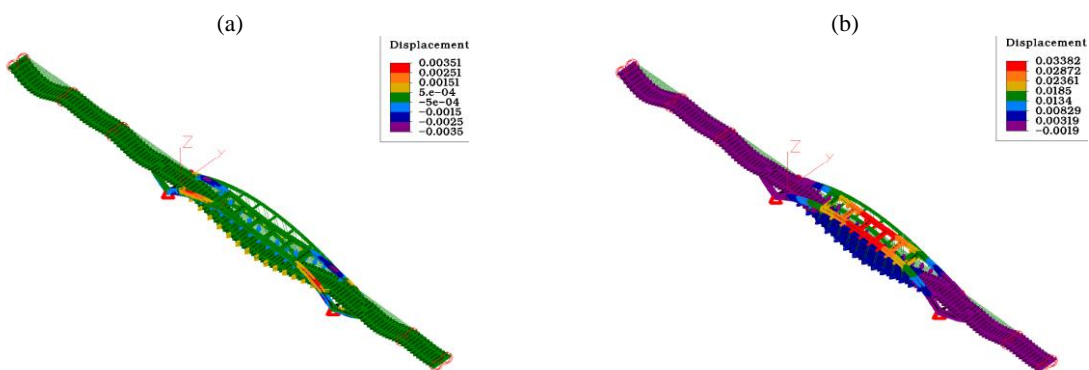 (a)
Displacement
0.00351
0.00251
0.00151
5.e-04
-5e-04
-0.0015
-0.0025
-0.0035
Z
Y
(b)
Displacement
0.03382
0.02872
0.02361
0.0185
0.0134
0.00829
0.00319
-0.0019
Z
Y